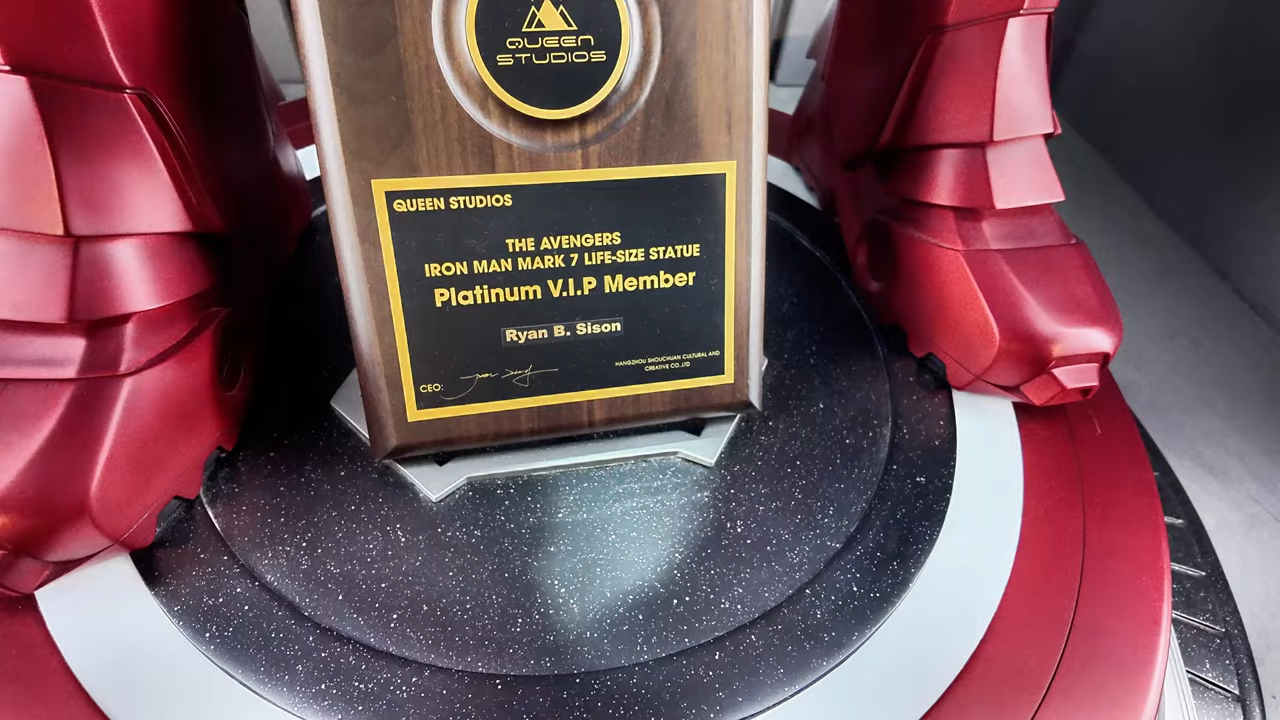 QUEEN
STUDIOS
QUEEN STUDIOS
THE AVENGERS
IRON MAN MARK 7 LIFE-SIZE STATUE
Platinum V.I.P Member
Ryan B. Sison
HANGZHOU SHOUCHUAN CULTURAL AND
CREATIVE CO.,LTD
CEO: